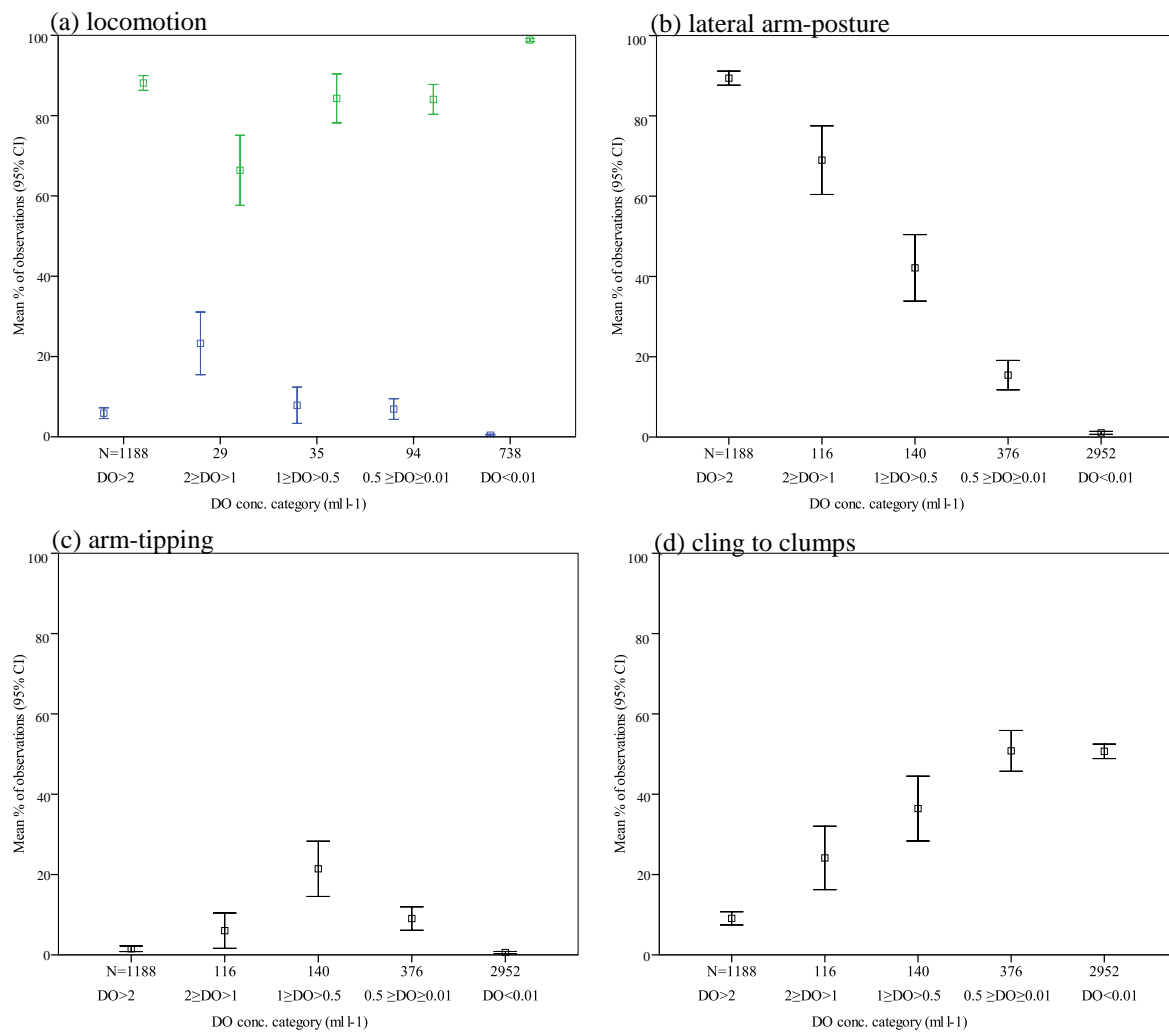 (a) locomotion
100
80
60
40
20
0
Mean % of observations (95% CI)
N=1188 29 35 94 738
DO>2 2≥DO>1 1≥DO>0.5 0.5 ≥DO≥0.01 DO<0.01
DO conc. category (ml l-1)
(b) lateral arm-posture
100
80
60
40
20
0
Mean % of observations (95% CI)
N=1188 116 140 376 2952
DO>2 2≥DO>1 1≥DO>0.5 0.5 ≥DO≥0.01 DO<0.01
DO conc. category (ml l-1)
(c) arm-tipping
100
80
60
40
20
0
Mean % of observations (95% CI)
N=1188 116 140 376 2952
DO>2 2≥DO>1 1≥DO>0.5 0.5 ≥DO≥0.01 DO<0.01
DO conc. category (ml l-1)
(d) cling to clumps
100
80
60
40
20
0
Mean % of observations (95% CI)
N=1188 116 140 376 2952
DO>2 2≥DO>1 1≥DO>0.5 0.5 ≥DO≥0.01 DO<0.01
DO conc. category (ml l-1)